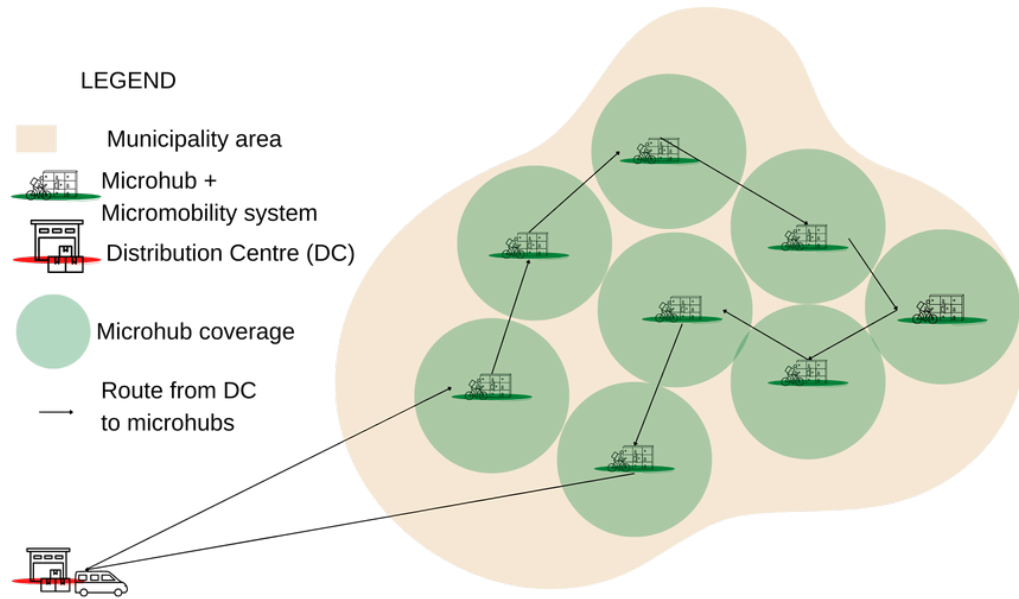 LEGEND
Municipality area
Microhub +
Micromobility system
Distribution Centre (DC)
Microhub coverage
Route from DC
to microhubs